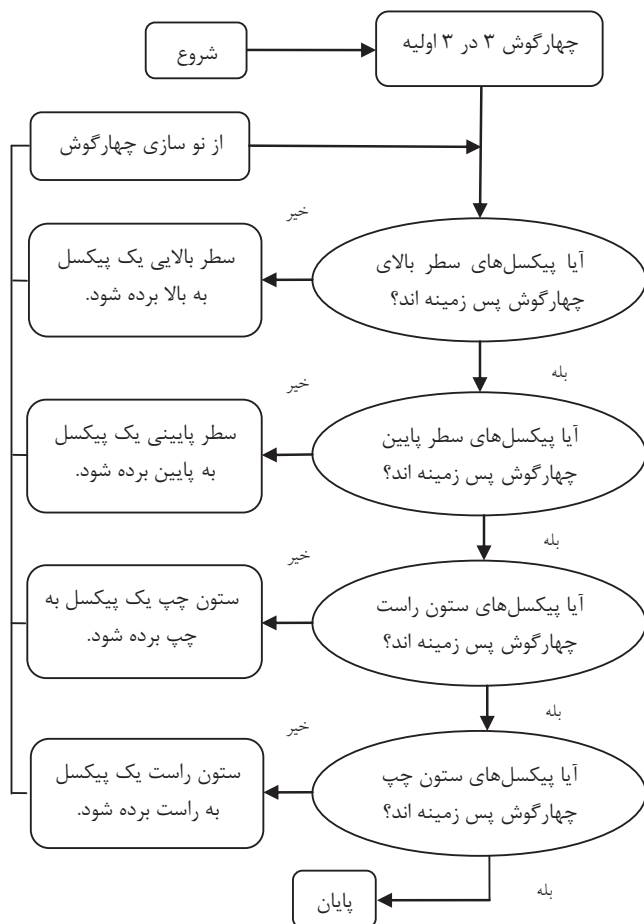 شروع
چهارگوش ۳ در ۳ اولیه
از نو سازی چهارگوش
آیا پیکسل‌های سطر بالای
چهارگوش پس زمینه اند؟
خیر
سطر بالایی یک پیکسل
به بالا برده شود.
بله
آیا پیکسل‌های سطر پایین
چهارگوش پس زمینه اند؟
خیر
سطر پایینی یک پیکسل
به پایین برده شود.
بله
آیا پیکسل‌های ستون راست
چهارگوش پس زمینه اند؟
خیر
ستون چپ یک پیکسل به
چپ برده شود.
بله
آیا پیکسل‌های ستون چپ
چهارگوش پس زمینه اند؟
خیر
ستون راست یک پیکسل
به راست برده شود.
بله
پایان